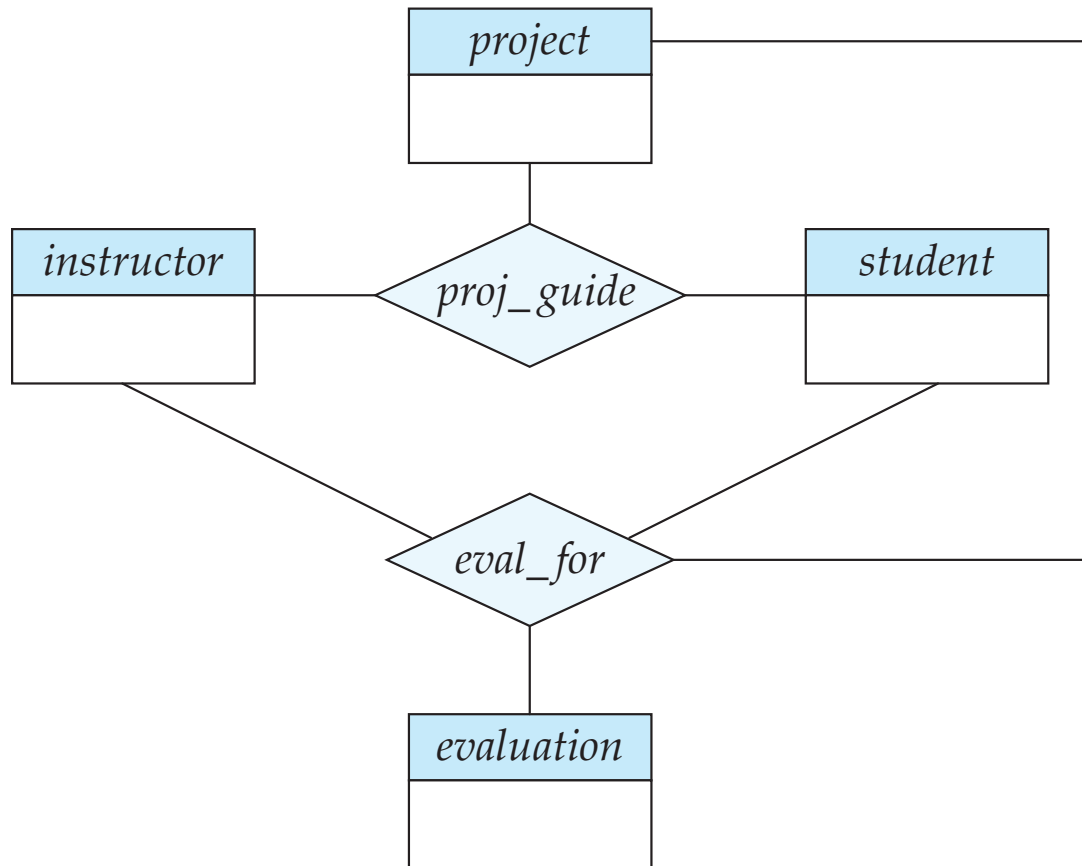 project
instructor
student
proj_guide
eval_for
evaluation